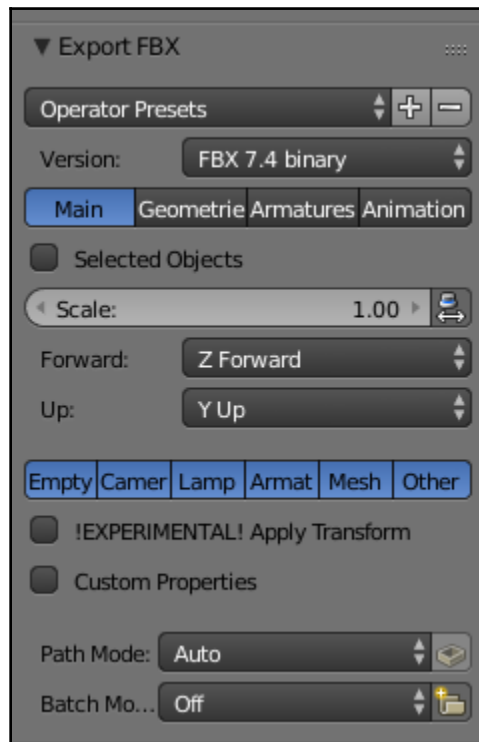 Export FBX
Operator Presets
Version: FBX 7.4 binary
Main Geometrie Armatures Animation
Selected Objects
Scale: 1.00
Forward: Z Forward
Up: Y Up
Empty Camer Lamp Armat Mesh Other
!EXPERIMENTAL! Apply Transform
Custom Properties
Path Mode: Auto
Batch Mo... Off